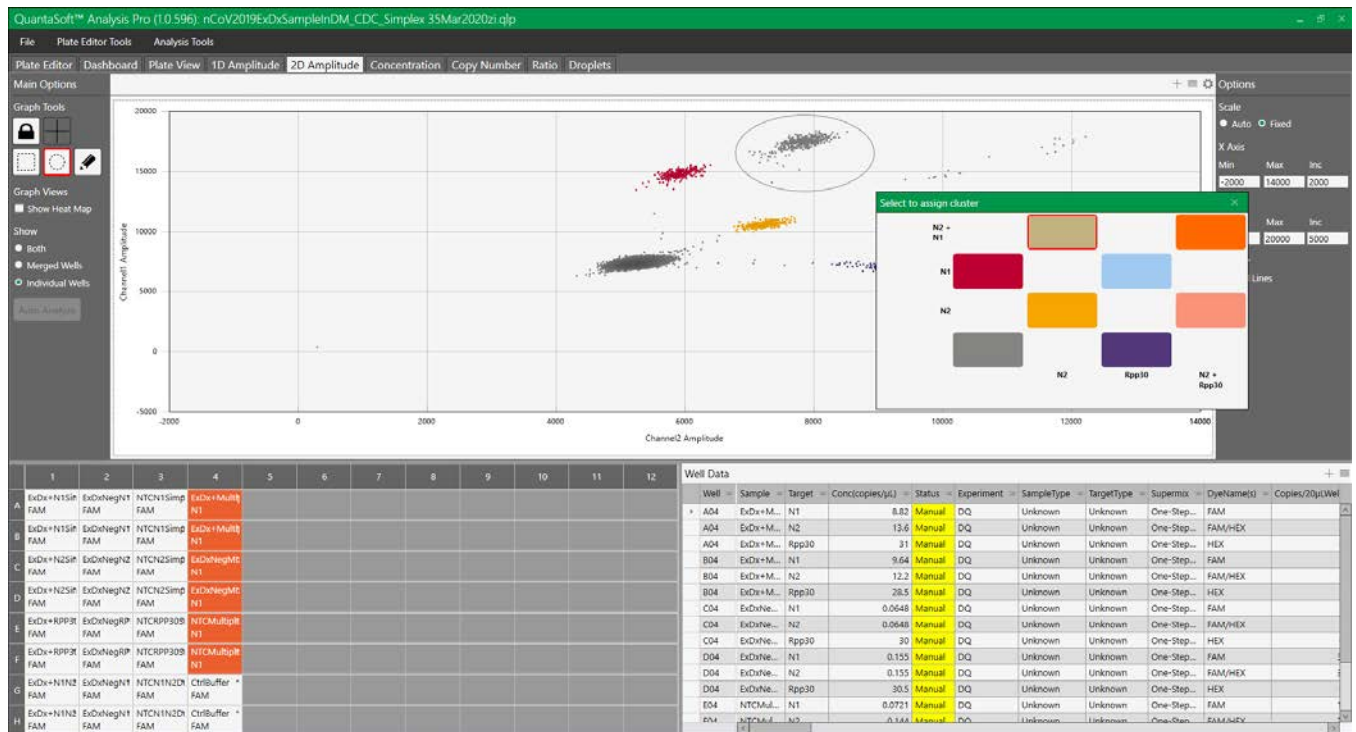 QuantaSoft™ Analysis Pro (1.0.596): nCoV2019ExDxSampleInDM_CDC_Simplex 35Mar2020zi.qlp
File Plate Editor Tools Analysis Tools
Plate Editor Dashboard Plate View 1D Amplitude 2D Amplitude Concentration Copy Number Ratio Droplets
Main Options
Graph Tools
Graph Views
Show Heat Map
Show
Both
Merged Wells
Individual Wells
20000
15000
10000
5000
0
-5000
Channel1 Amplitude
-2000 0 2000 4000 6000 8000 10000 12000 14000
Channel2 Amplitude
Options
Scale
Auto Fixed
X Axis
Min Max Inc
-2000 14000 2000
Max Inc
20000 5000
Lines
Select to assign cluster
N2 +
N1
N1
N2
N2 Rpp30 N2 +
Rpp30
1 2 3 4 5 6 7 8 9 10 11 12
A ExDx+N1Sin ExDxNegN1 NTCN1Simp ExDx+Multi
FAM FAM FAM N1
B ExDx+N1Sin ExDxNegN1 NTCN1Simp ExDx+Multi
FAM FAM FAM N1
C ExDx+N2Sin ExDxNegN2 NTCN2Simp ExDxNegMt
FAM FAM FAM N1
D ExDx+N2Sin ExDxNegN2 NTCN2Simp ExDxNegMt
FAM FAM FAM N1
E ExDx+RPP3 ExDxNegRP NTCRPP30S NTCMultiple
FAM FAM FAM N1
F ExDx+RPP3 ExDxNegRP NTCRPP30S NTCMultiple
FAM FAM FAM N1
G ExDx+N1N2 ExDxNegN1 NTCN1N2D CtrlBuffer *
FAM FAM FAM FAM
H ExDx+N1N2 ExDxNegN1 NTCN1N2D CtrlBuffer *
FAM FAM FAM FAM
Well Data
Well Sample Target Conc(copies/µL) Status Experiment SampleType TargetType Supermix DyeName(s) Copies/20µLWel
A04 ExDx+M... N1 8.82 Manual DQ Unknown Unknown One-Step... FAM
A04 ExDx+M... N2 13.6 Manual DQ Unknown Unknown One-Step... FAM/HEX
A04 ExDx+M... Rpp30 31 Manual DQ Unknown Unknown One-Step... HEX
B04 ExDx+M... N1 9.64 Manual DQ Unknown Unknown One-Step... FAM
B04 ExDx+M... N2 12.2 Manual DQ Unknown Unknown One-Step... FAM/HEX
B04 ExDx+M... Rpp30 28.5 Manual DQ Unknown Unknown One-Step... HEX
C04 ExDxNe... N1 0.0648 Manual DQ Unknown Unknown One-Step... FAM
C04 ExDxNe... N2 0.0648 Manual DQ Unknown Unknown One-Step... FAM/HEX
C04 ExDxNe... Rpp30 30 Manual DQ Unknown Unknown One-Step... HEX
D04 ExDxNe... N1 0.155 Manual DQ Unknown Unknown One-Step... FAM
D04 ExDxNe... N2 0.155 Manual DQ Unknown Unknown One-Step... FAM/HEX
D04 ExDxNe... Rpp30 30.5 Manual DQ Unknown Unknown One-Step... HEX
E04 NTCMul... N1 0.0721 Manual DQ Unknown Unknown One-Step... FAM
E04 NTCMul... N2 0.144 Manual DQ Unknown Unknown One-Step... FAM/HEX